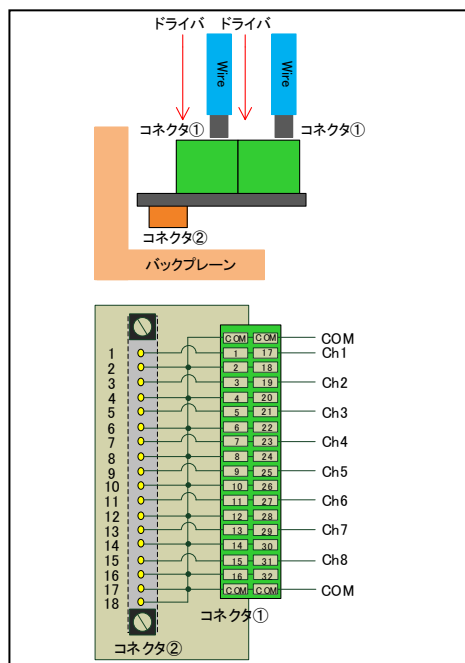 ドライバ ドライバ
Wire Wire
コネクタ① コネクタ①
コネクタ②
バックプレーン
COM COM COM
1 1 17 Ch1
2 2 18
3 3 19 Ch2
4 4 20
5 5 21 Ch3
6 6 22
7 7 23 Ch4
8 8 24
9 9 25 Ch5
10 10 26
11 11 27 Ch6
12 12 28
13 13 29 Ch7
14 14 30
15 15 31 Ch8
16 16 32
17 COM COM COM
18
コネクタ①
コネクタ②